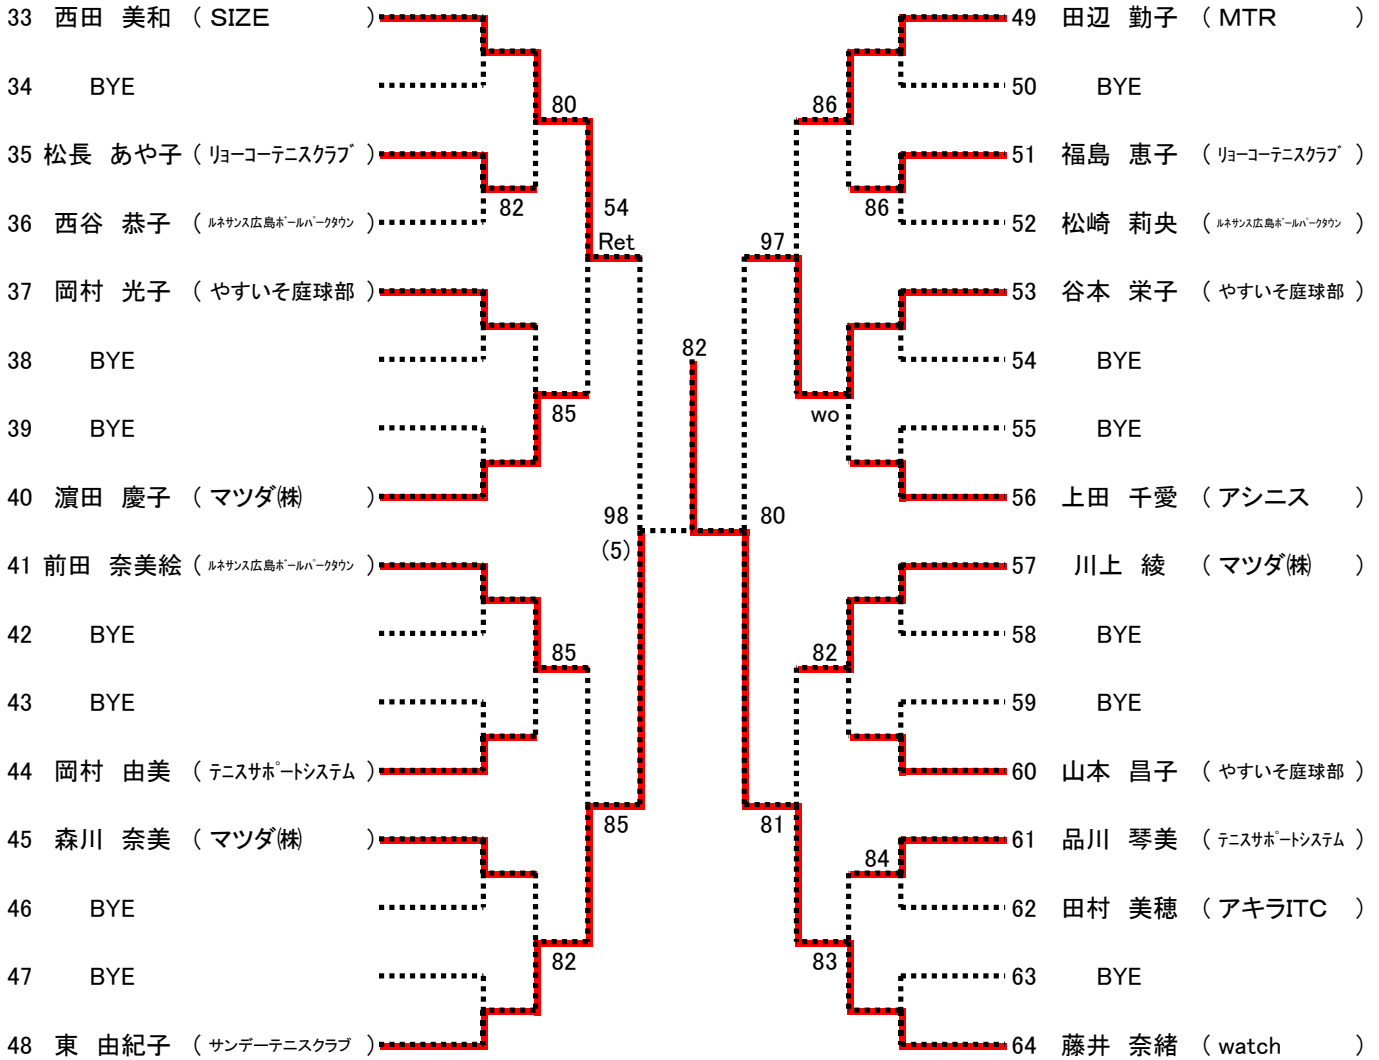 33 西田 美和 ( SIZE )
34 BYE
80
35 松長 あや子 ( ﾘｮｰｺｰﾃﾆｽｸﾗﾌﾞ )
82
36 西谷 恭子 ( ﾙﾈｻﾝｽ広島ﾎﾞｰﾙﾊﾟｰｸﾀｳﾝ )
54
Ret
37 岡村 光子 ( やすいそ庭球部 )
38 BYE
85
39 BYE
40 濵田 慶子 ( マツダ㈱ )
98
(5)
41 前田 奈美絵 ( ﾙﾈｻﾝｽ広島ﾎﾞｰﾙﾊﾟｰｸﾀｳﾝ )
42 BYE
85
43 BYE
44 岡村 由美 ( ﾃﾆｽｻﾎﾟｰﾄｼｽﾃﾑ )
85
45 森川 奈美 ( マツダ㈱ )
46 BYE
82
47 BYE
48 東 由紀子 ( サンデーテニスクラブ )
82
49 田辺 勤子 ( MTR )
50 BYE
86
51 福島 恵子 ( ﾘｮｰｺｰﾃﾆｽｸﾗﾌﾞ )
86
52 松崎 莉央 ( ﾙﾈｻﾝｽ広島ﾎﾞｰﾙﾊﾟｰｸﾀｳﾝ )
97
53 谷本 栄子 ( やすいそ庭球部 )
54 BYE
wo
55 BYE
56 上田 千愛 ( アシニス )
80
57 川上 綾 ( マツダ㈱ )
58 BYE
82
59 BYE
60 山本 昌子 ( やすいそ庭球部 )
81
61 品川 琴美 ( ﾃﾆｽｻﾎﾟｰﾄｼｽﾃﾑ )
84
62 田村 美穂 ( アキラITC )
83
63 BYE
64 藤井 奈緒 ( watch )